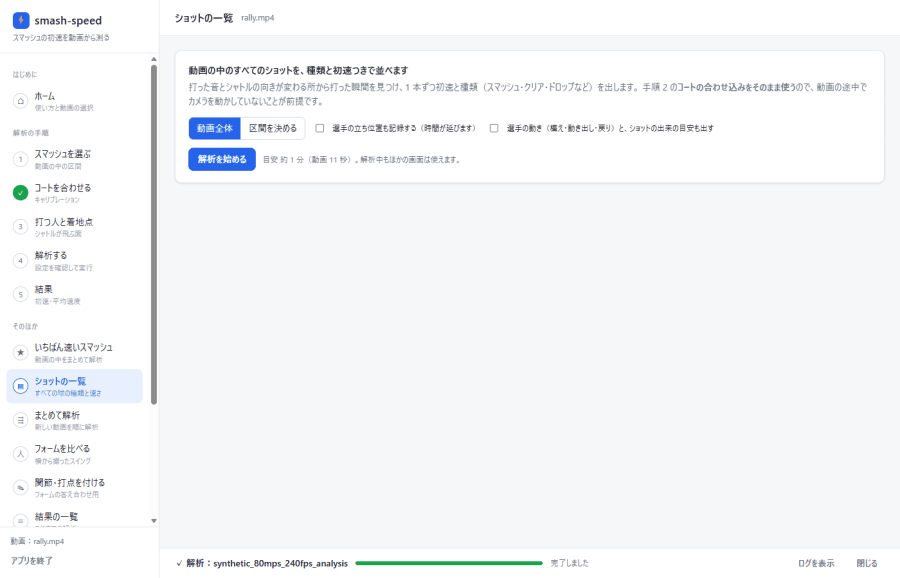 smash-speed
スマッシュの初速を動画から測る
はじめに
ホーム
使い方と動画の選択
解析の手順
1 スマッシュを選ぶ
動画の中の区間
コートを合わせる
キャリブレーション
3 打つ人と着地点
シャトルが飛ぶ面
4 解析する
設定を確認して実行
5 結果
初速・平均速度
そのほか
いちばん速いスマッシュ
動画の中をまとめて解析
ショットの一覧
すべての球の種類と速さ
まとめて解析
新しい動画を順に解析
フォームを比べる
横から撮ったスイング
関節・打点を付ける
フォームの答え合わせ用
結果の一覧
動画：rally.mp4
アプリを終了
ショットの一覧 rally.mp4
動画の中のすべてのショットを、種類と初速つきで並べます
打った音とシャトルの向きが変わる所から打った瞬間を見つけ、1 本ずつ初速と種類（スマッシュ・クリア・ドロップなど）を出します。手順 2 のコートの合わせ込みをそのまま使うので、動画の途中で
カメラを動かしていないことが前提です。
動画全体 区間を決める 選手の立ち位置も記録する（時間が延びます） 選手の動き（構え・動き出し・戻り）と、ショットの出来の目安も出す
解析を始める 目安 約 1 分（動画 11 秒）。解析中もほかの画面は使えます。
✓ 解析：synthetic_80mps_240fps_analysis 完了しました ログを表示 閉じる